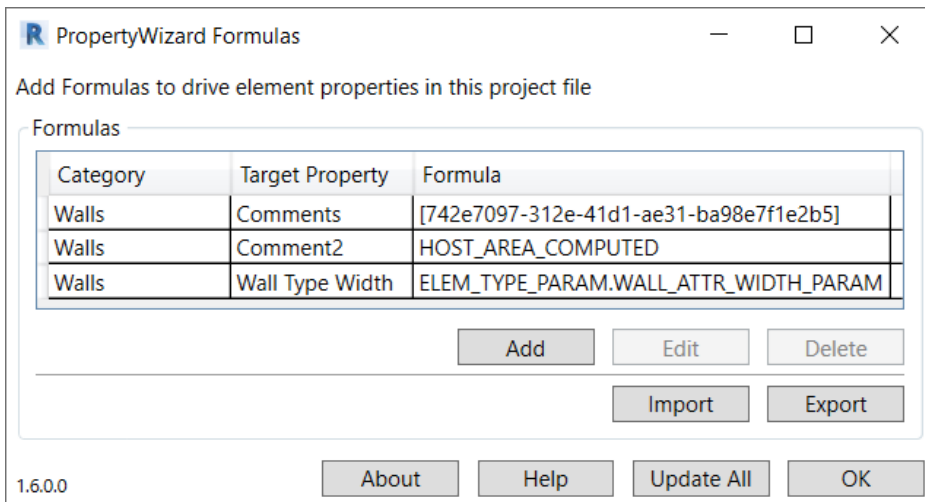 PropertyWizard Formulas
Add Formulas to drive element properties in this project file
Formulas
Category Target Property Formula
Walls Comments [742e7097-312e-41d1-ae31-ba98e7f1e2b5]
Walls Comment2 HOST_AREA_COMPUTED
Walls Wall Type Width ELEM_TYPE_PARAM.WALL_ATTR_WIDTH_PARAM
Add Edit Delete
Import Export
1.6.0.0 About Help Update All OK